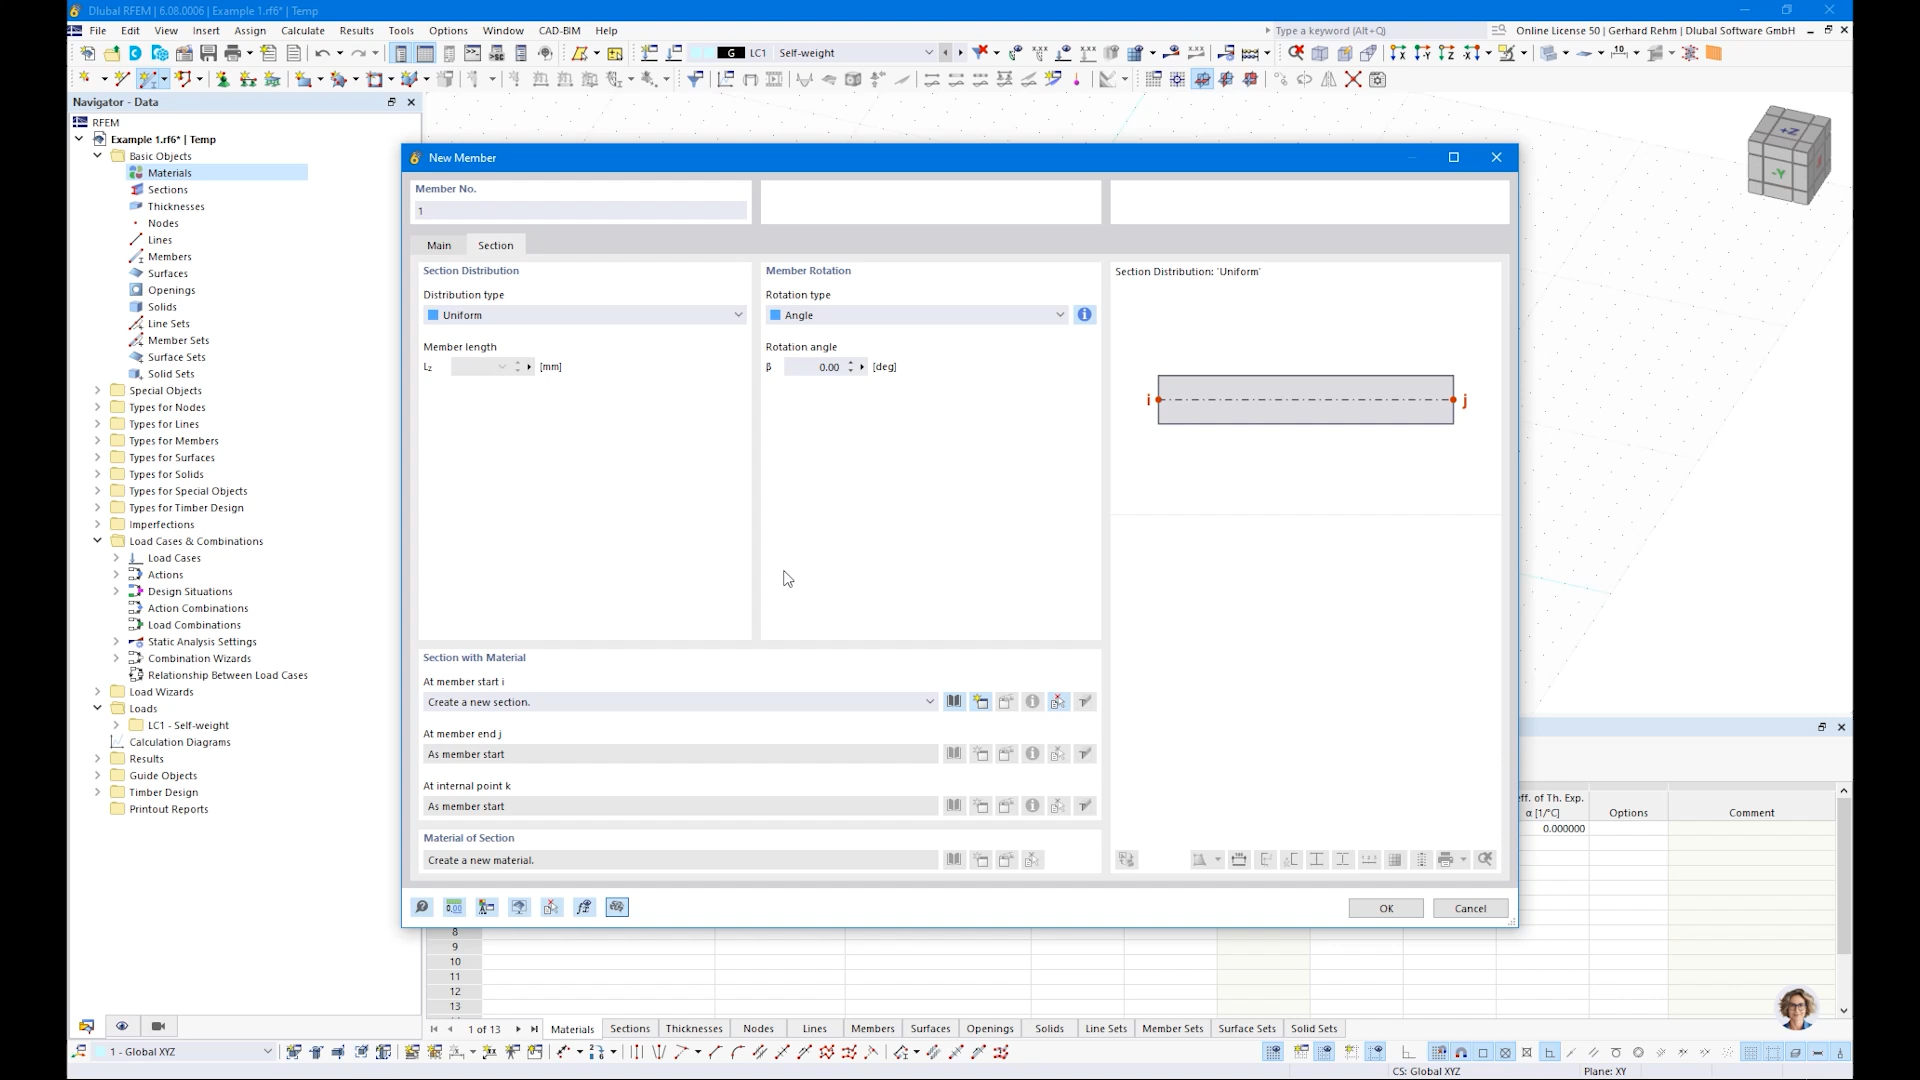 Dlubal RFEM | 6.08.0006 | Example 1.rf6* | Temp
File Edit View Insert Assign Calculate Results Tools Options Window CAD-BIM Help
Type a keyword (Alt+Q)
Online License 50 | Gerhard Rehm | Dlubal Software GmbH
G LC1 Self-weight
Navigator - Data
RFEM
Example 1.rf6* | Temp
Basic Objects
Materials
Sections
Thicknesses
Nodes
Lines
Members
Surfaces
Openings
Solids
Line Sets
Member Sets
Surface Sets
Solid Sets
Special Objects
Types for Nodes
Types for Lines
Types for Members
Types for Surfaces
Types for Solids
Types for Special Objects
Types for Timber Design
Imperfections
Load Cases & Combinations
Load Cases
Actions
Design Situations
Action Combinations
Load Combinations
Static Analysis Settings
Combination Wizards
Relationship Between Load Cases
Load Wizards
Loads
LC1 - Self-weight
Calculation Diagrams
Results
Guide Objects
Timber Design
Printout Reports
New Member
Member No.
1
Main Section
Section Distribution
Distribution type
Uniform
Member length
Lz [mm]
Member Rotation
Rotation type
Angle
Rotation angle
β 0.00 [deg]
Section Distribution: 'Uniform'
i j
Section with Material
At member start i
Create a new section.
At member end j
As member start
At internal point k
As member start
Material of Section
Create a new material.
OK Cancel
+Z
-Y
eff. of Th. Exp.
α [1/°C] Options Comment
0.000000
8
9
10
11
12
13
1 of 13 Materials Sections Thicknesses Nodes Lines Members Surfaces Openings Solids Line Sets Member Sets Surface Sets Solid Sets
1 - Global XYZ
CS: Global XYZ Plane: XY